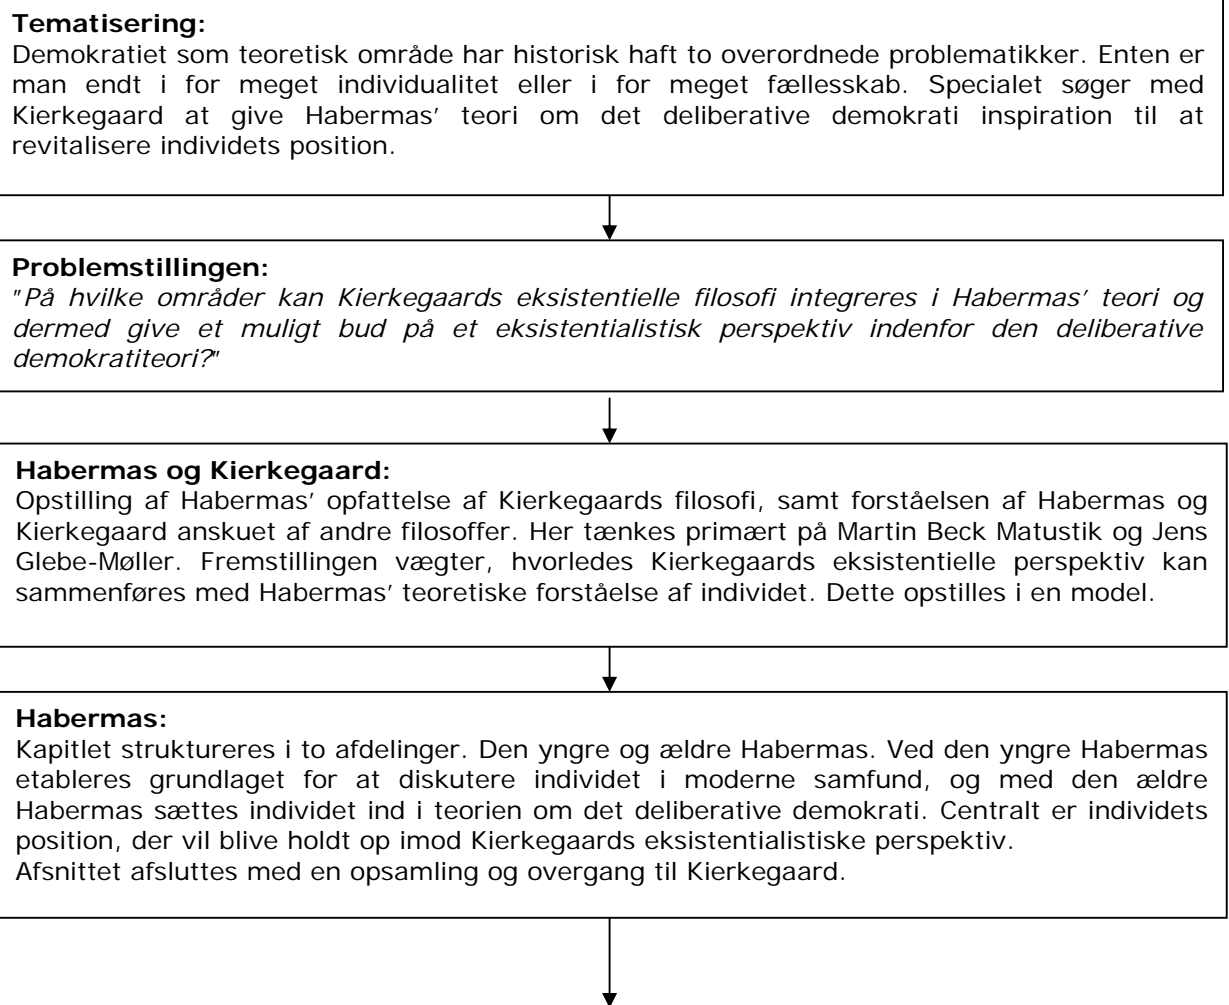 Tematisering:
Demokratiet som teoretisk område har historisk haft to overordnede problematikker. Enten er
man endt i for meget individualitet eller i for meget fællesskab. Specialet søger med
Kierkegaard at give Habermas’ teori om det deliberative demokrati inspiration til at
revitalisere individets position.
Problemstillingen:
"På hvilke områder kan Kierkegaards eksistentielle filosofi integreres i Habermas’ teori og
dermed give et muligt bud på et eksistentialistisk perspektiv indenfor den deliberative
demokratiteori?"
Habermas og Kierkegaard:
Opstilling af Habermas’ opfattelse af Kierkegaards filosofi, samt forståelsen af Habermas og
Kierkegaard anskuet af andre filosoffer. Her tænkes primært på Martin Beck Matustik og Jens
Glebe-Møller. Fremstillingen vægter, hvorledes Kierkegaards eksistentielle perspektiv kan
sammenføres med Habermas’ teoretiske forståelse af individet. Dette opstilles i en model.
Habermas:
Kapitlet struktureres i to afdelinger. Den yngre og ældre Habermas. Ved den yngre Habermas
etableres grundlaget for at diskutere individet i moderne samfund, og med den ældre
Habermas sættes individet ind i teorien om det deliberative demokrati. Centralt er individets
position, der vil blive holdt op imod Kierkegaards eksistentialistiske perspektiv.
Afsnittet afsluttes med en opsamling og overgang til Kierkegaard.